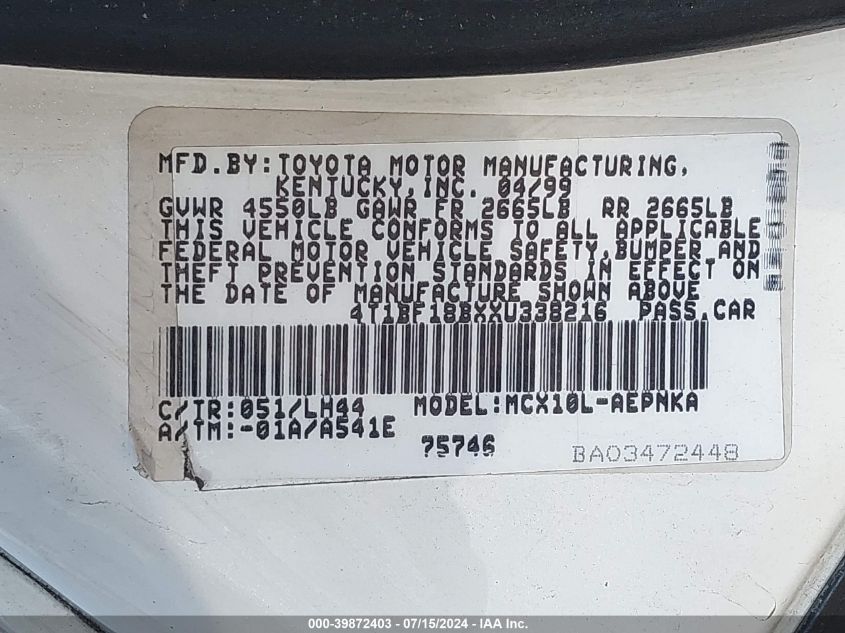 MFD.BY:TOYOTA MOTOR MANUFACTURING,
KENTUCKY,INC. 04/99
GVWR 4550LB GAWR FR 2665LB RR 2665LB
THIS VEHICLE CONFORMS TO ALL APPLICABLE
FEDERAL MOTOR VEHICLE SAFETY,BUMPER AND
THEFT PREVENTION STANDARDS IN EFFECT ON
THE DATE OF MANUFACTURE SHOWN ABOVE
4T1BF18BXXU338216 PASS.CAR
C/TR:051/LH44 MODEL:MCX10L-AEPNKA
A/TM:-01A/A541E
75746
BA03472448
000-39872403 - 07/15/2024 - IAA Inc.